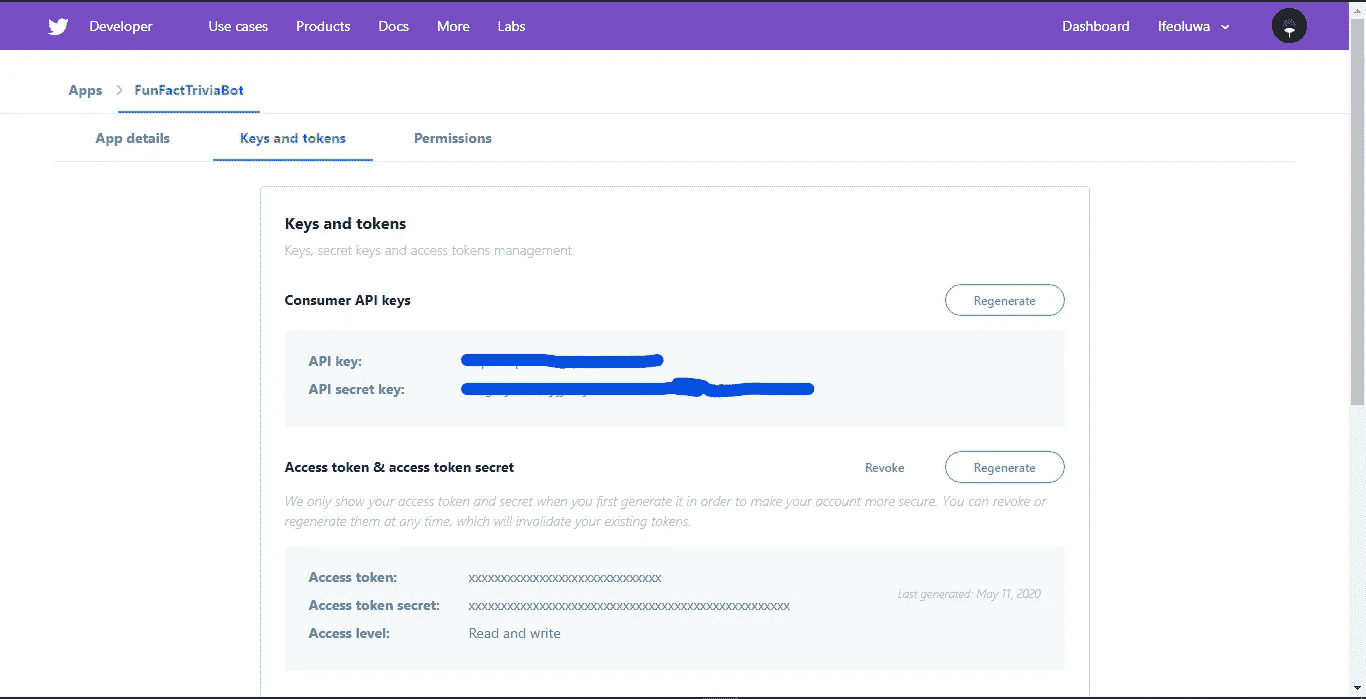 Developer Use cases Products Docs More Labs Dashboard Ifeoluwa
Apps FunFactTriviaBot
App details Keys and tokens Permissions
Keys and tokens
Keys, secret keys and access tokens management.
Consumer API keys Regenerate
API key:
API secret key:
Access token & access token secret Revoke Regenerate
We only show your access token and secret when you first generate it in order to make your account more secure. You can revoke or
regenerate them at any time, which will invalidate your existing tokens.
Access token: xxxxxxxxxxxxxxxxxxxxxxxxxxxxxx
Last generated: May 11, 2020
Access token secret: xxxxxxxxxxxxxxxxxxxxxxxxxxxxxxxxxxxxxxxxxxxxxxxxxx
Access level: Read and write